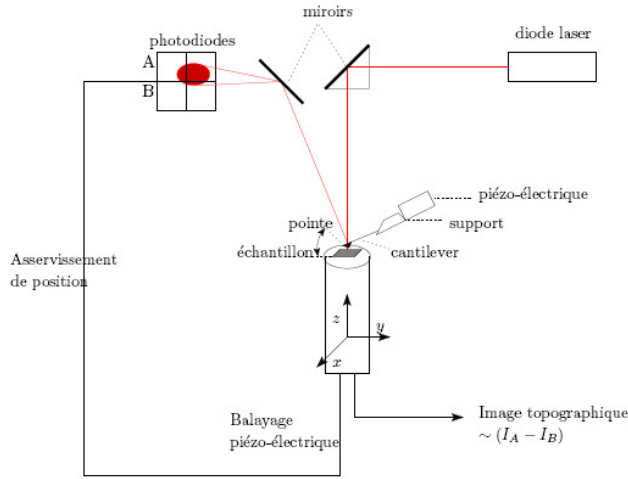 miroirs
photodiodes
diode laser
A
B
piézo-électrique
pointe
support
échantillon
cantilever
Asservissement
de position
z
y
x
Balayage
piézo-électrique
Image topographique
∼ (I_A − I_B)